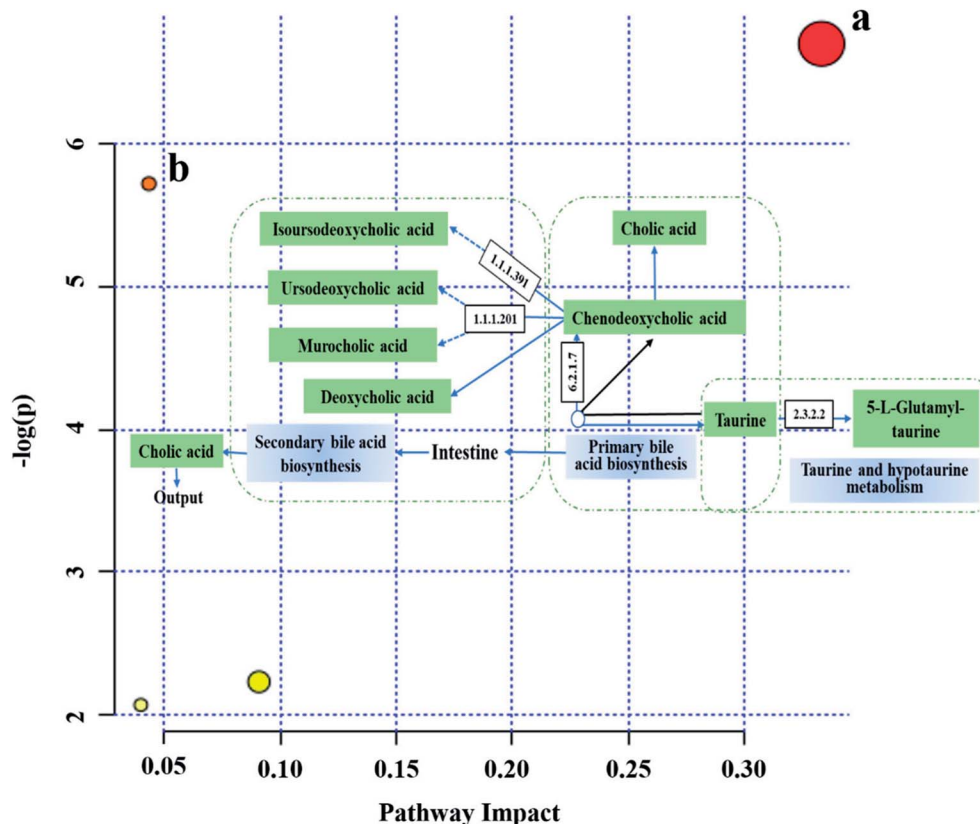 a
6
b
Isoursodeoxycholic acid
1.1.1.391
Cholic acid
5
Ursodeoxycholic acid
1.1.1.201
Chenodeoxycholic acid
Murocholic acid
6.2.1.7
Deoxycholic acid
Taurine
2.3.2.2
5-L-Glutamyl-
taurine
4
-log(p)
Cholic acid
Secondary bile acid
biosynthesis
Intestine
Primary bile
acid biosynthesis
Taurine and hypotaurine
metabolism
Output
3
2
0.05 0.10 0.15 0.20 0.25 0.30
Pathway Impact